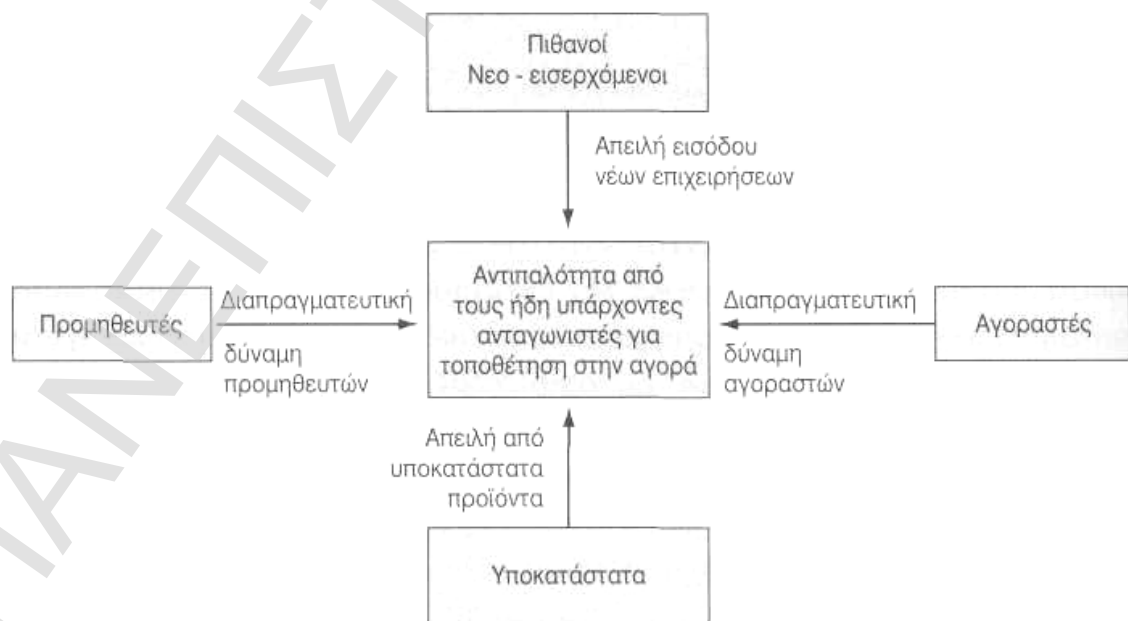 Πιθανοί
Νεο - εισερχόμενοι
Απειλή εισόδου
νέων επιχειρήσεων
Προμηθευτές
Διαπραγματευτική
δύναμη
προμηθευτών
Αντιπαλότητα από
τους ήδη υπάρχοντες
ανταγωνιστές για
τοποθέτηση στην αγορά
Διαπραγματευτική
δύναμη
αγοραστών
Αγοραστές
Απειλή από
υποκατάστατα
προϊόντα
Υποκατάστατα